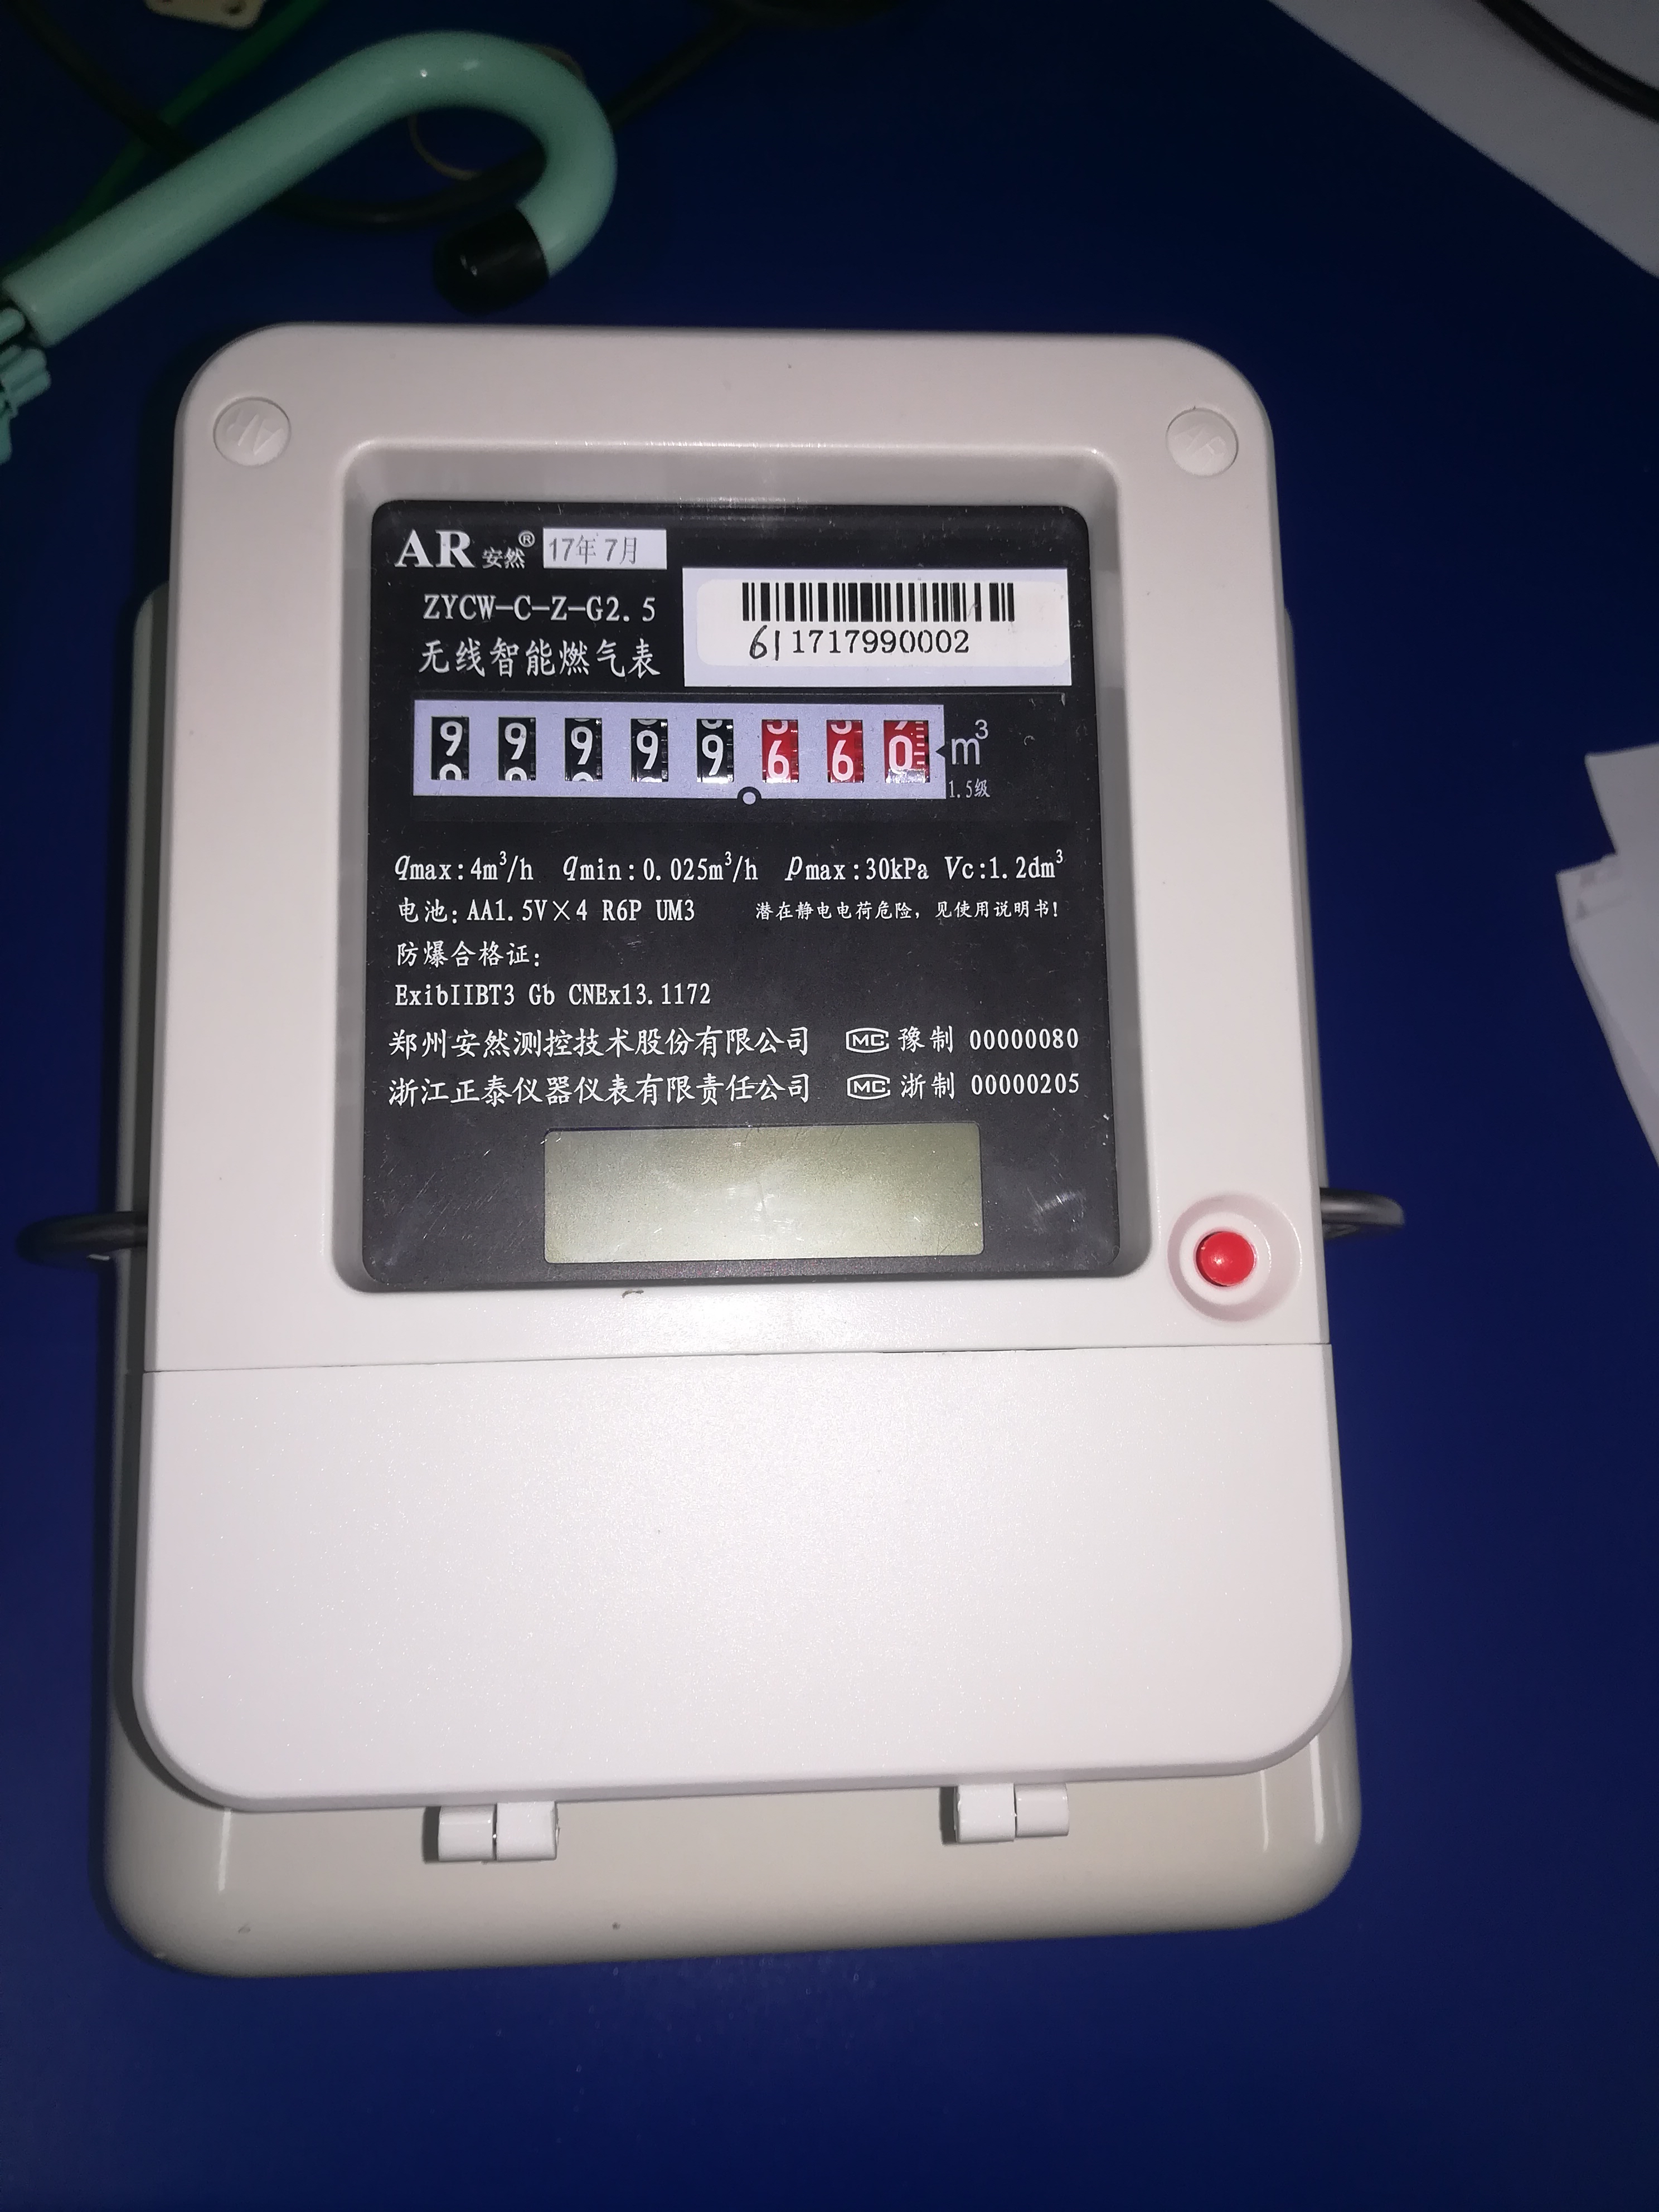 AR 安然® 17年 7月
ZYCW-C-Z-G2.5
无线智能燃气表
61 1717990002
9 9 9 9 9 6 6 0 m³
1.5级
qmax:4m³/h qmin:0.025m³/h pmax:30kPa Vc:1.2dm³
电池: AA1.5V×4 R6P UM3 潜在静电电荷危险, 见使用说明书!
防爆合格证:
ExibIIBT3 Gb CNEx13.1172
郑州安然测控技术股份有限公司 MC 豫制 00000080
浙江正泰仪器仪表有限责任公司 MC 浙制 00000205